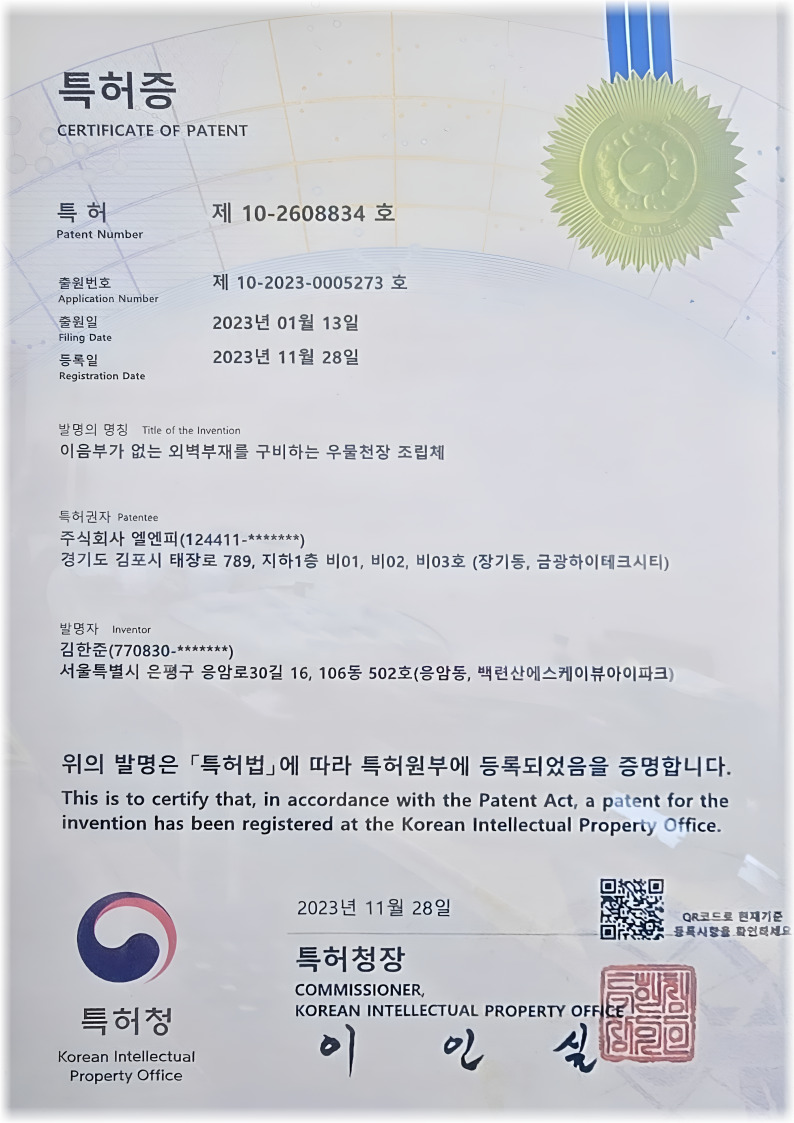 특허증
CERTIFICATE OF PATENT
특 허 제 10-2608834 호
Patent Number
출원번호 제 10-2023-0005273 호
Application Number
출원일 2023년 01월 13일
Filing Date
등록일 2023년 11월 28일
Registration Date
발명의 명칭 Title of the Invention
이음부가 없는 외벽부재를 구비하는 우물천장 조립체
특허권자 Patentee
주식회사 엘엔피(124411-*******)
경기도 김포시 태장로 789, 지하1층 비01, 비02, 비03호 (장기동, 금광하이테크시티)
발명자 Inventor
김한준(770830-*******)
서울특별시 은평구 응암로30길 16, 106동 502호(응암동, 백련산에스케이뷰아이파크)
위의 발명은 「특허법」에 따라 특허원부에 등록되었음을 증명합니다.
This is to certify that, in accordance with the Patent Act, a patent for the
invention has been registered at the Korean Intellectual Property Office.
2023년 11월 28일
QR코드로 현재기준
등록사항을 확인하세요
특허청장
COMMISSIONER,
KOREAN INTELLECTUAL PROPERTY OFFICE
이 인 실
특허청
Korean Intellectual
Property Office